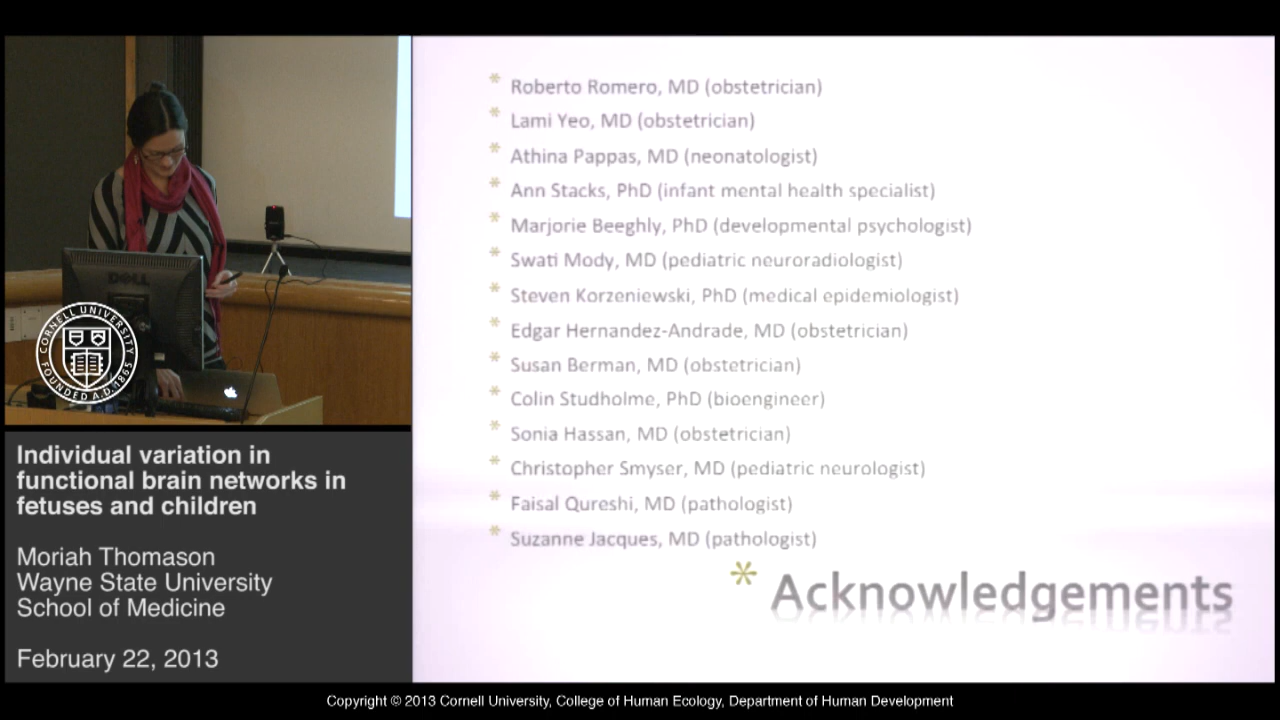 * Roberto Romero, MD (obstetrician)
* Lami Yeo, MD (obstetrician)
* Athina Pappas, MD (neonatologist)
* Ann Stacks, PhD (infant mental health specialist)
* Marjorie Beeghly, PhD (developmental psychologist)
* Swati Mody, MD (pediatric neuroradiologist)
* Steven Korzeniewski, PhD (medical epidemiologist)
* Edgar Hernandez-Andrade, MD (obstetrician)
* Susan Berman, MD (obstetrician)
* Colin Studholme, PhD (bioengineer)
* Sonia Hassan, MD (obstetrician)
* Christopher Smyser, MD (pediatric neurologist)
* Faisal Qureshi, MD (pathologist)
* Suzanne Jacques, MD (pathologist)
* Acknowledgements
DELL
CORNELL UNIVERSITY
FOUNDED A.D. 1865
Individual variation in
functional brain networks in
fetuses and children
Moriah Thomason
Wayne State University
School of Medicine
February 22, 2013
Copyright © 2013 Cornell University, College of Human Ecology, Department of Human Development